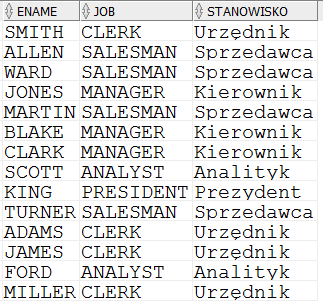 ENAME JOB STANOWISKO
SMITH CLERK Urzędnik
ALLEN SALESMAN Sprzedawca
WARD SALESMAN Sprzedawca
JONES MANAGER Kierownik
MARTIN SALESMAN Sprzedawca
BLAKE MANAGER Kierownik
CLARK MANAGER Kierownik
SCOTT ANALYST Analityk
KING PRESIDENT Prezydent
TURNER SALESMAN Sprzedawca
ADAMS CLERK Urzędnik
JAMES CLERK Urzędnik
FORD ANALYST Analityk
MILLER CLERK Urzędnik